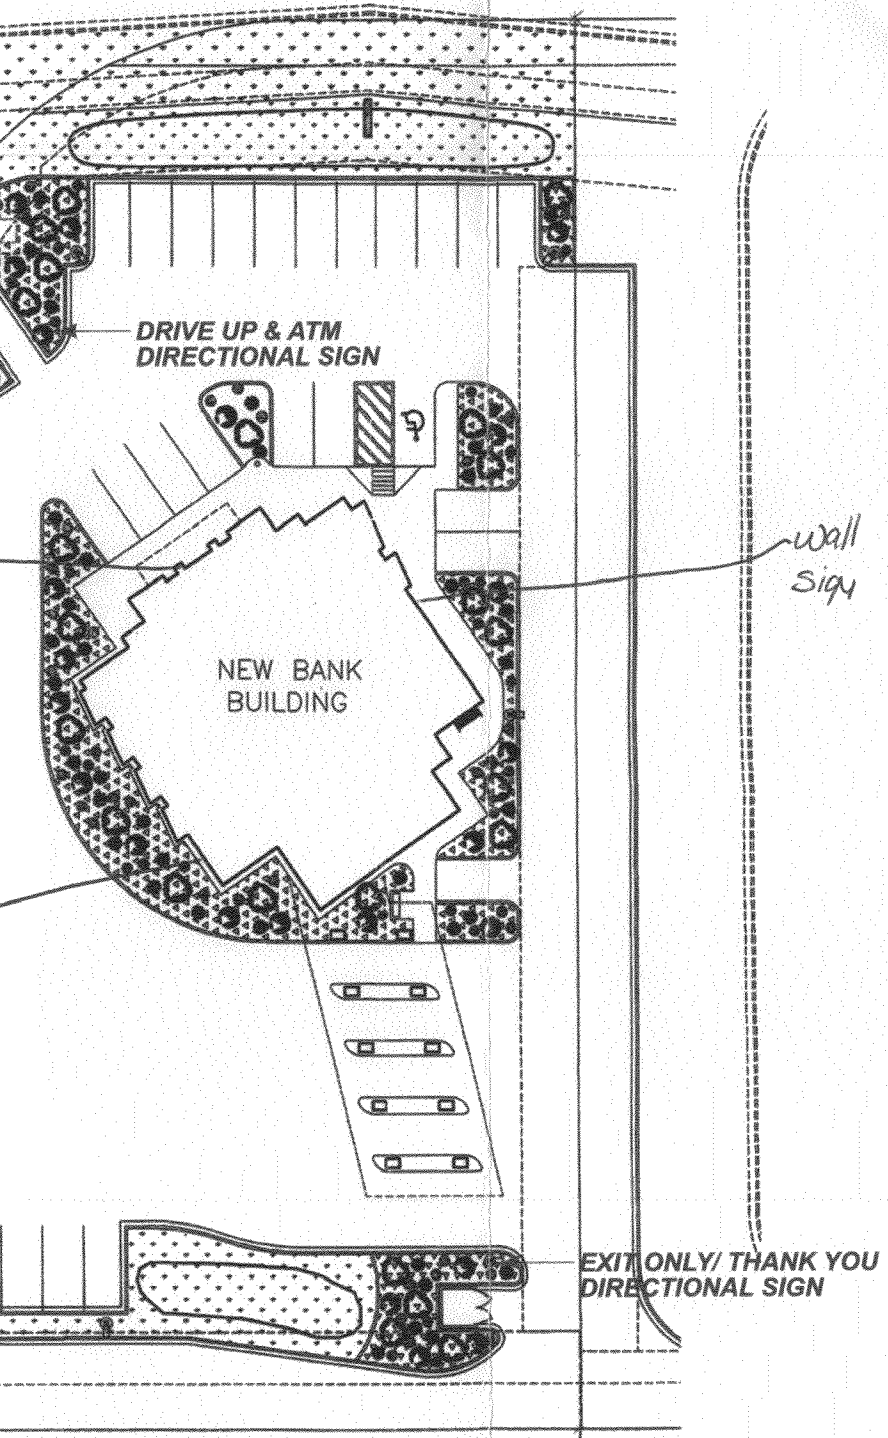 DRIVE UP & ATM
DIRECTIONAL SIGN
wall
sign
NEW BANK
BUILDING
EXIT ONLY/ THANK YOU
DIRECTIONAL SIGN